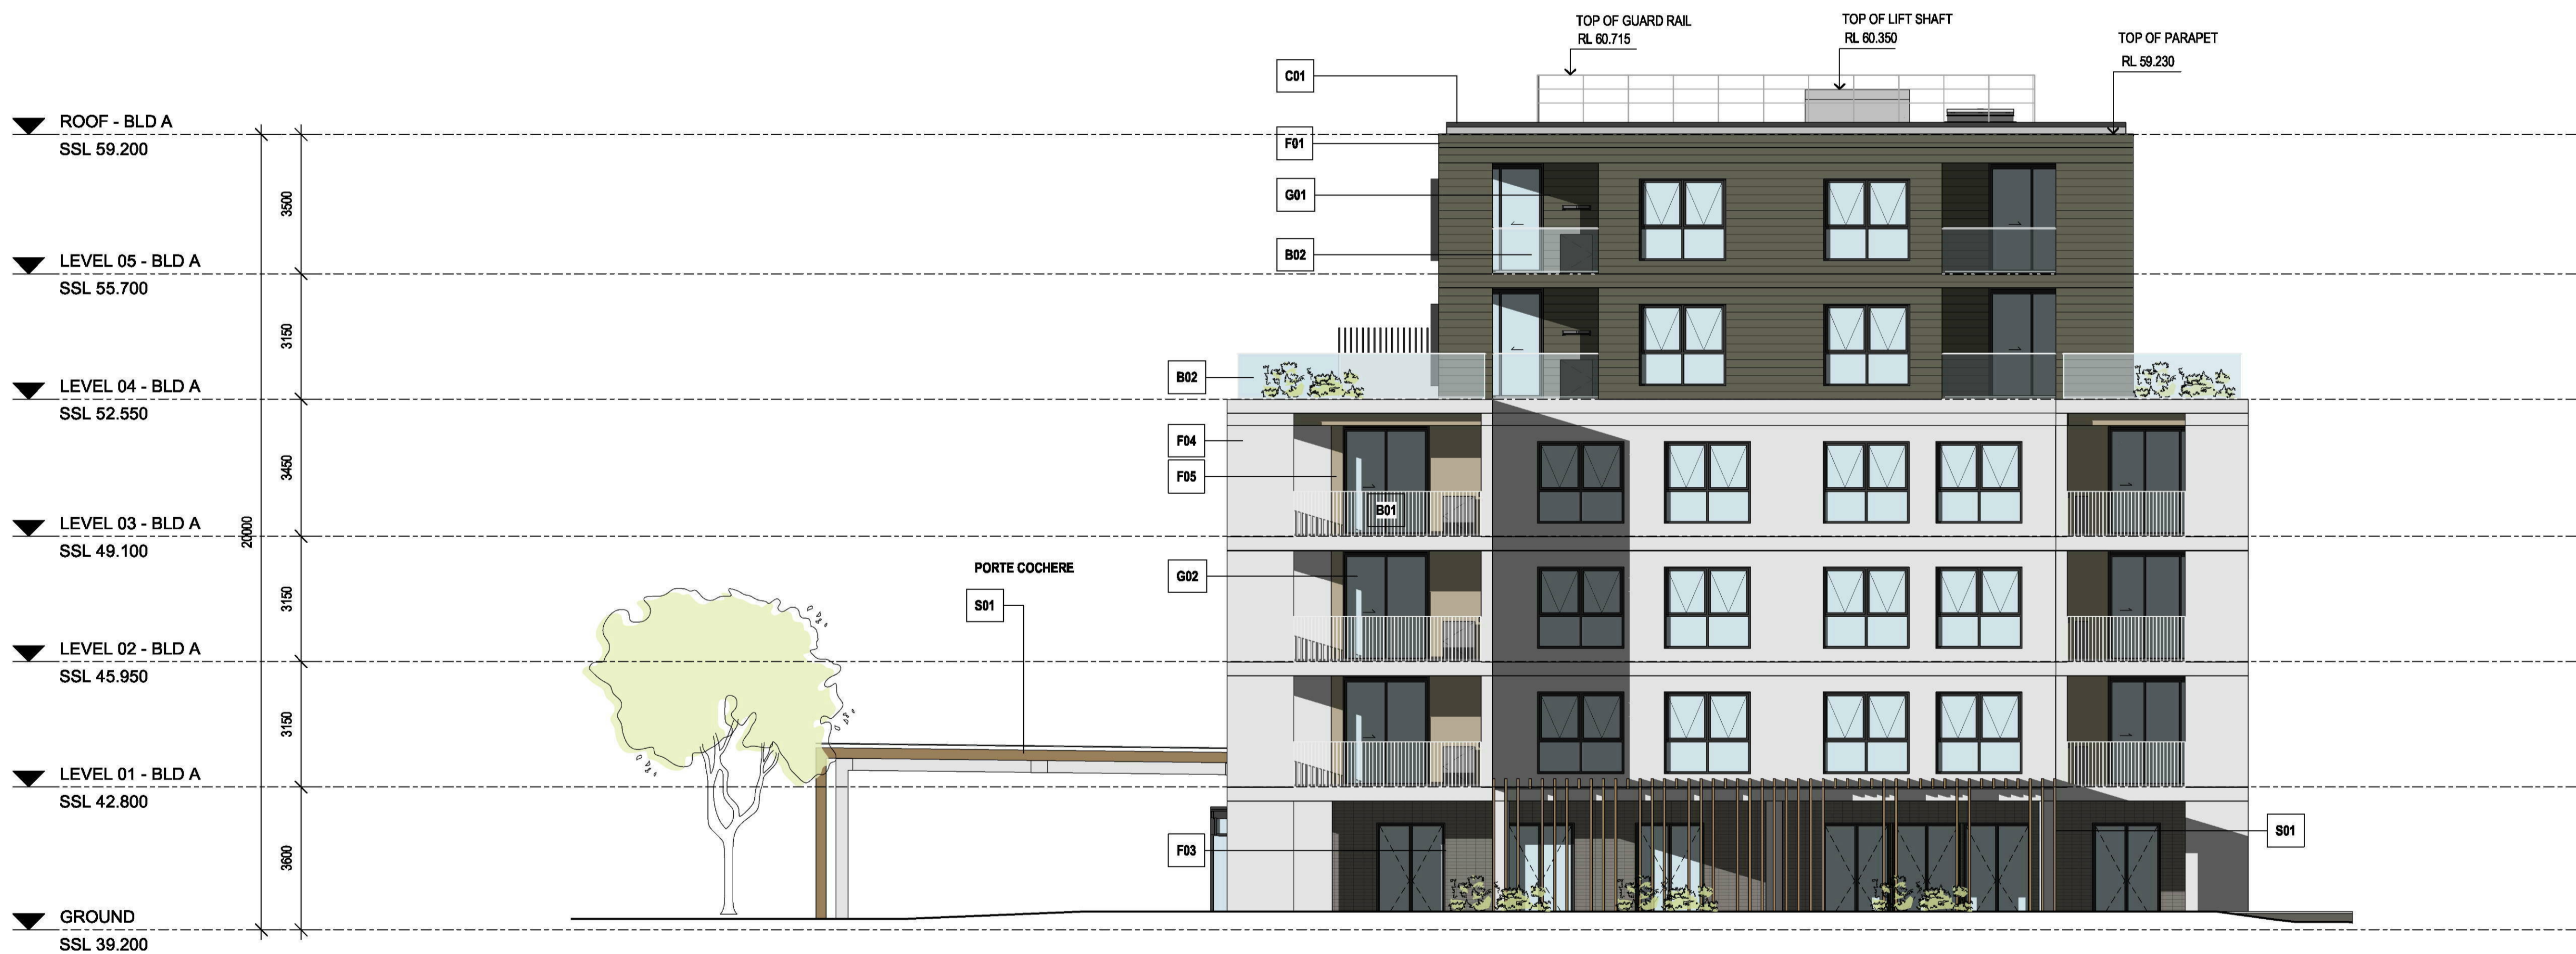 TOP OF GUARD RAIL
RL 60.715
TOP OF LIFT SHAFT
RL 60.350
TOP OF PARAPET
RL 59.230
C01
ROOF - BLD A
SSL 59.200
F01
3500
G01
B02
LEVEL 05 - BLD A
SSL 55.700
3150
B02
LEVEL 04 - BLD A
SSL 52.550
F04
3450
F05
B01
LEVEL 03 - BLD A
SSL 49.100
20000
PORTE COCHERE
G02
S01
3150
LEVEL 02 - BLD A
SSL 45.950
3150
LEVEL 01 - BLD A
SSL 42.800
S01
F03
3600
GROUND
SSL 39.200